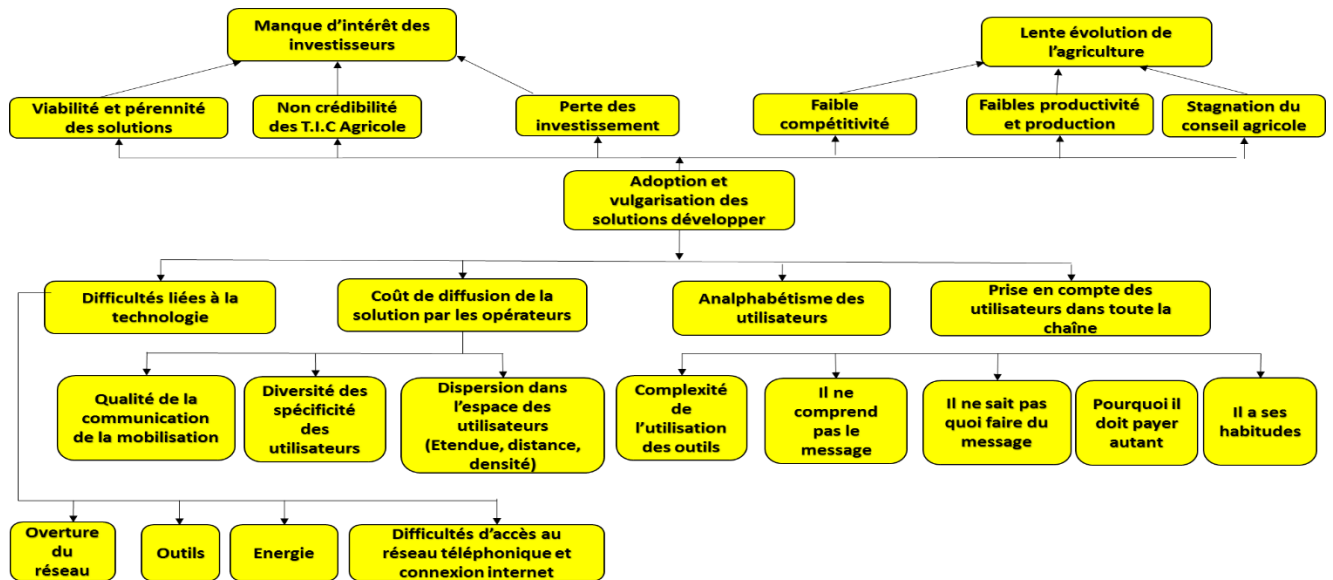 Manque d’intérêt des
investisseurs
Lente évolution de
l’agriculture
Viabilité et pérennité
des solutions
Non crédibilité
des T.I.C Agricole
Perte des
investissement
Faible
compétitivité
Faibles productivité
et production
Stagnation du
conseil agricole
Adoption et
vulgarisation des
solutions développer
Difficultés liées à la
technologie
Coût de diffusion de la
solution par les opérateurs
Analphabétisme des
utilisateurs
Prise en compte des
utilisateurs dans toute la
chaîne
Qualité de la
communication
de la mobilisation
Diversité des
spécificité
des
utilisateurs
Dispersion dans
l’espace des
utilisateurs
(Etendue, distance,
densité)
Complexité
de
l’utilisation
des outils
Il ne
comprend
pas le
message
Il ne sait pas
quoi faire du
message
Pourquoi il
doit payer
autant
Il a ses
habitudes
Overture
du
réseau
Outils
Energie
Difficultés d’accès au
réseau téléphonique et
connexion internet